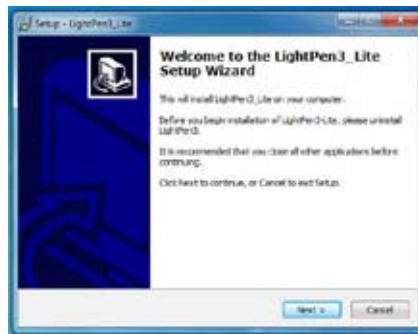 Setup - LightPen3_Lite
Welcome to the LightPen3_Lite
Setup Wizard
This will install LightPen3_Lite on your computer.
Before you begin installation of LightPen3-Lite, please uninstall
LightPen3.
It is recommended that you close all other applications before
continuing.
Click Next to continue, or Cancel to exit Setup.
Next >
Cancel